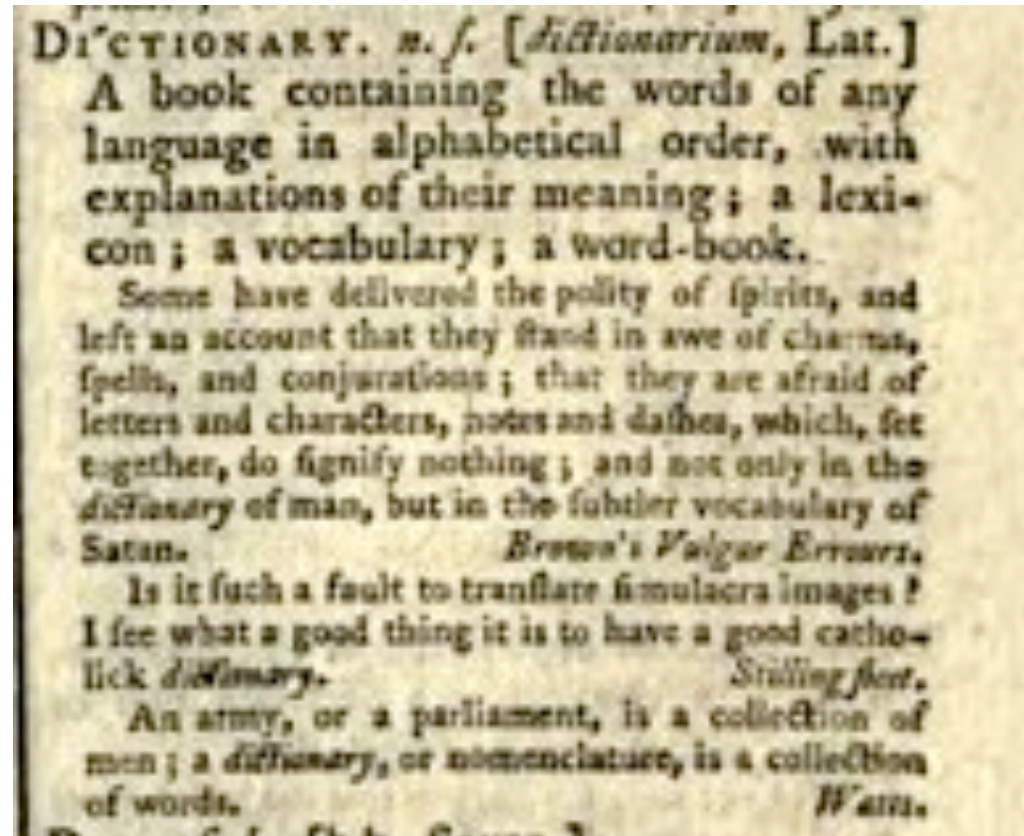 DI'CTIONARY. n. ſ. [dictionarium, Lat.]
A book containing the words of any
language in alphabetical order, with
explanations of their meaning; a lexi-
con; a vocabulary; a word-book.
Some have delivered the polity of ſpirits, and
left an account that they ſtand in awe of charms,
ſpells, and conjurations; that they are afraid of
letters and characters, notes and daſhes, which, ſet
together, do ſignify nothing; and not only in the
dictionary of man, but in the ſubtler vocabulary of
Satan. Brown's Vulgar Errours.
Is it ſuch a fault to tranſlate ſimulacra images?
I ſee what a good thing it is to have a good catho-
lick dictionary. Stillingfleet.
An army, or a parliament, is a collection of
men; a dictionary, or nomenclature, is a collection
of words. Watts.